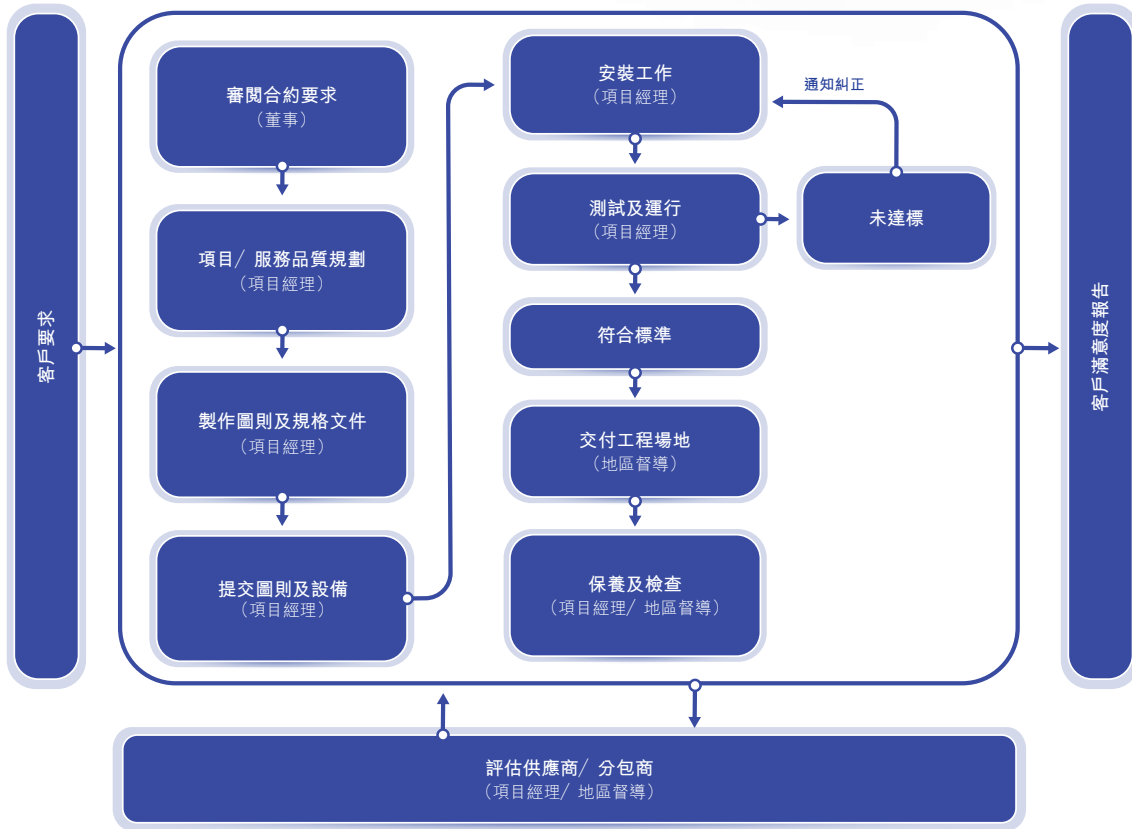 客戶要求
審閱合約要求
（董事）
項目/ 服務品質規劃
（項目經理）
製作圖則及規格文件
（項目經理）
提交圖則及設備
（項目經理）
安裝工作
（項目經理）
通知糾正
測試及運行
（項目經理）
未達標
符合標準
交付工程場地
（地區督導）
保養及檢查
（項目經理/ 地區督導）
客戶滿意度報告
評估供應商/ 分包商
（項目經理/ 地區督導）